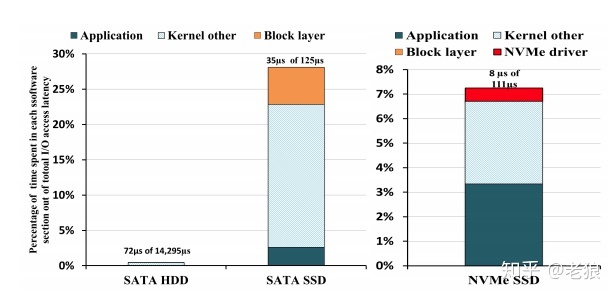 Application Kernel other Block layer
Percentage of time spent in each ssoftware
section out of totoal I/O access latency
30%
25%
20%
15%
10%
5%
0%
35µs of 125µs
72µs of 14,295µs
SATA HDD SATA SSD
Application Kernel other
Block layer NVMe driver
8%
7%
6%
5%
4%
3%
2%
1%
0%
8 µs of
111µs
NVMe SSD
知乎 @老狼